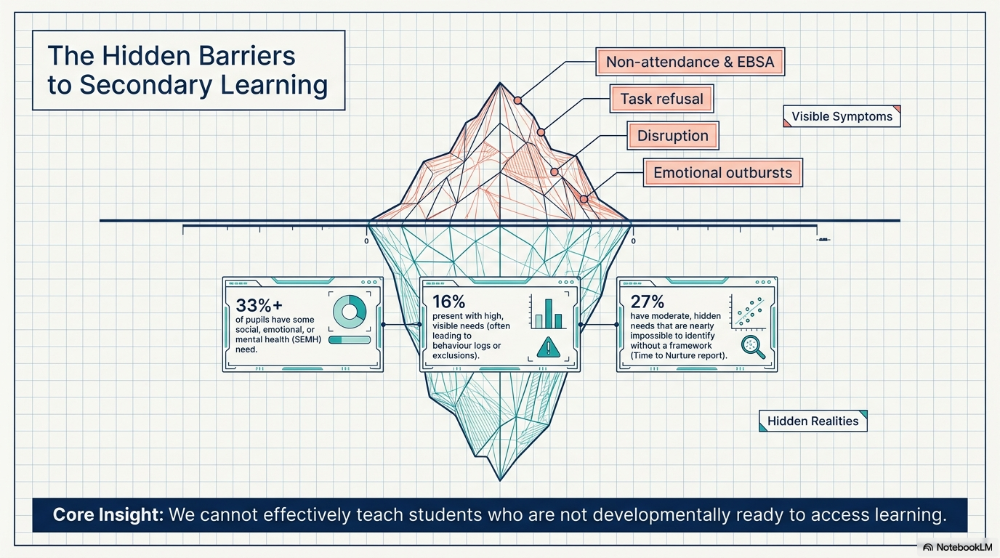 The Hidden Barriers
to Secondary Learning
Non-attendance & EBSA
Task refusal
Visible Symptoms
Disruption
Emotional outbursts
0
0
33%+
of pupils have some
social, emotional, or
mental health (SEMH)
need.
16%
present with high,
visible needs (often
leading to
behaviour logs or
exclusions).
27%
have moderate, hidden
needs that are nearly
impossible to identify
without a framework
(Time to Nurture report).
Hidden Realities
Core Insight: We cannot effectively teach students who are not developmentally ready to access learning.
NotebookLM